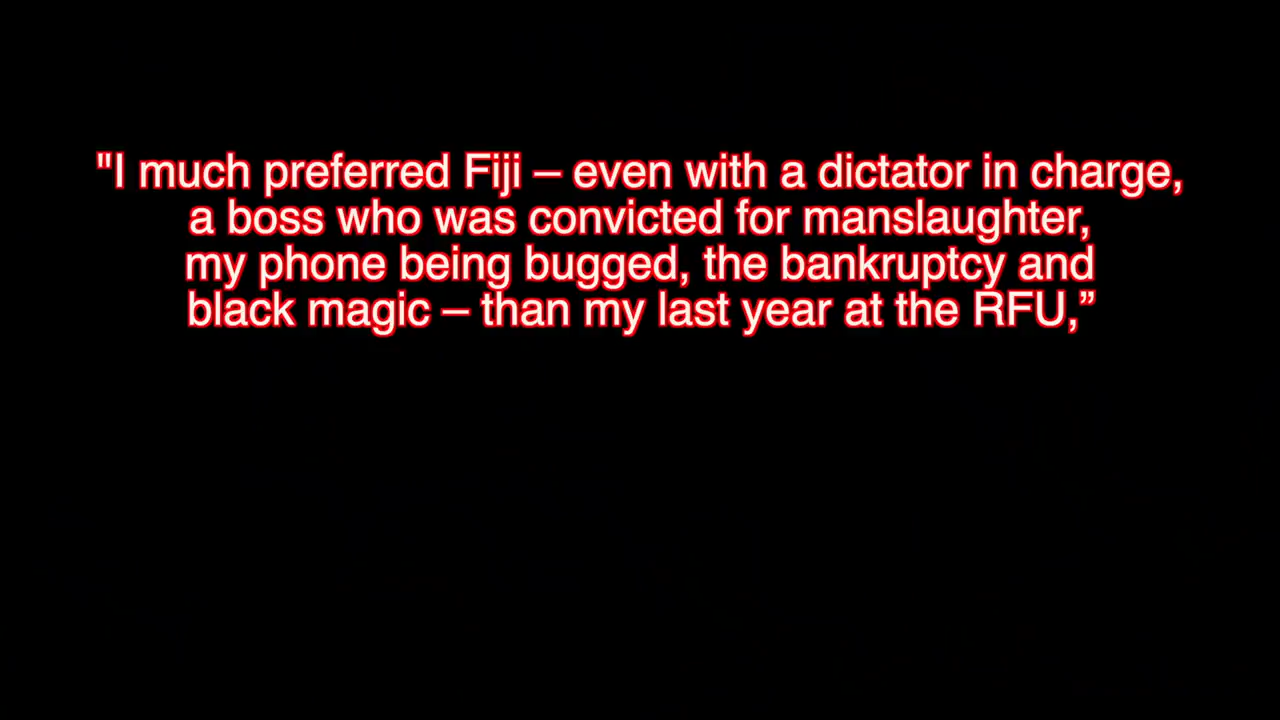 "I much preferred Fiji – even with a dictator in charge,
a boss who was convicted for manslaughter,
my phone being bugged, the bankruptcy and
black magic – than my last year at the RFU,”